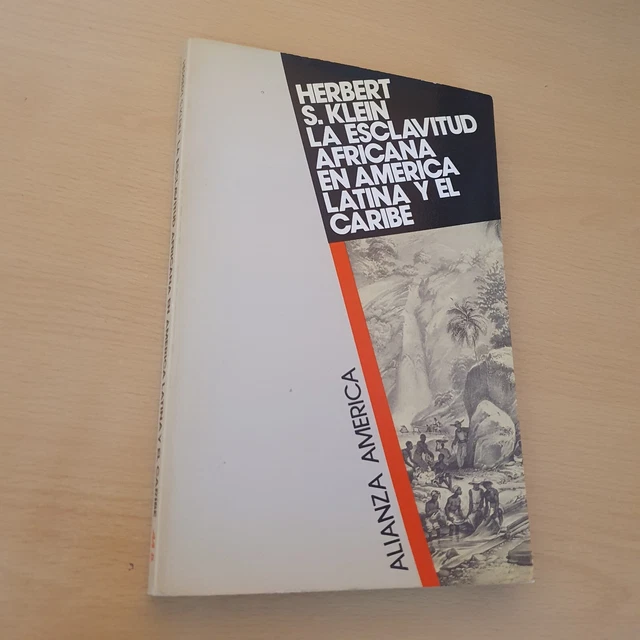 HERBERT
S. KLEIN
LA ESCLAVITUD
AFRICANA
EN AMERICA
LATINA Y EL
CARIBE
ALIANZA AMERICA